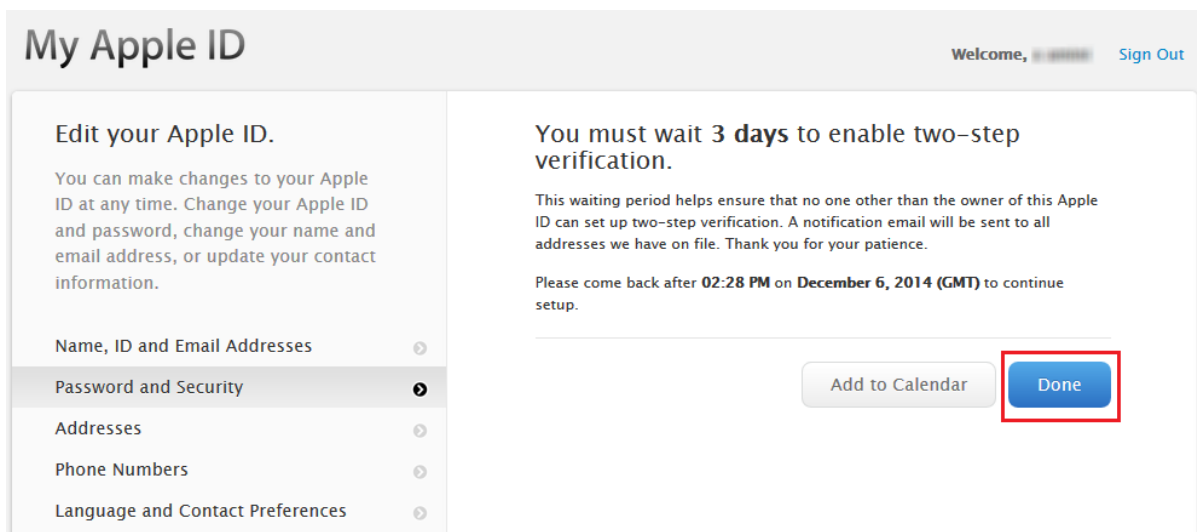 My Apple ID
Welcome,
Sign Out
Edit your Apple ID.
You can make changes to your Apple
ID at any time. Change your Apple ID
and password, change your name and
email address, or update your contact
information.
Name, ID and Email Addresses
Password and Security
Addresses
Phone Numbers
Language and Contact Preferences
You must wait 3 days to enable two-step
verification.
This waiting period helps ensure that no one other than the owner of this Apple
ID can set up two-step verification. A notification email will be sent to all
addresses we have on file. Thank you for your patience.
Please come back after 02:28 PM on December 6, 2014 (GMT) to continue
setup.
Add to Calendar
Done